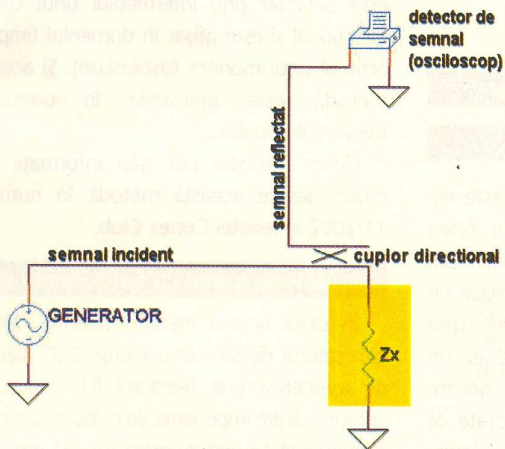 detector de
semnal
(osciloscop)
semnal reflectat
semnal incident
cuplor directional
GENERATOR
Zx